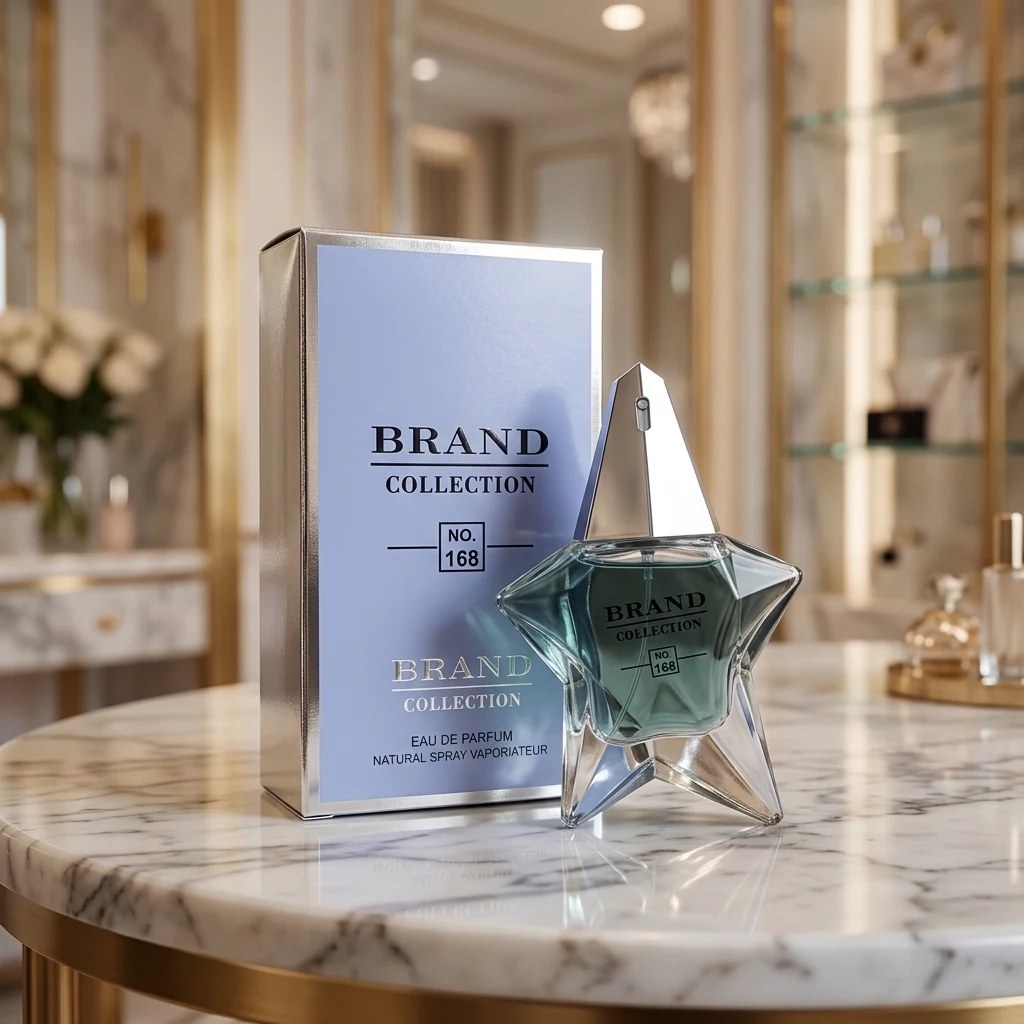 BRAND
COLLECTION
NO.
168
BRAND
COLLECTION
EAU DE PARFUM
NATURAL SPRAY VAPORIATEUR
BRAND
COLLECTION
NO.
168